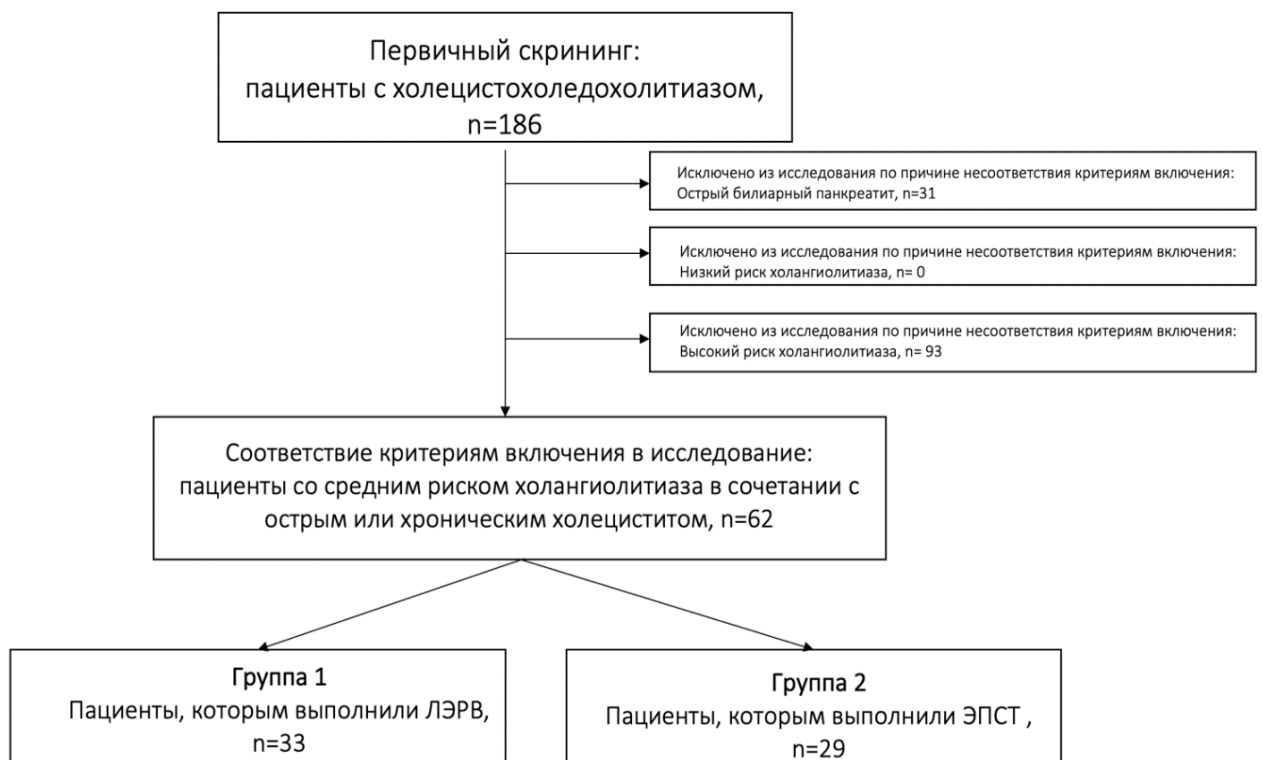 Первичный скрининг:
пациенты с холецистохоледохолитиазом,
n=186
Исключено из исследования по причине несоответствия критериям включения:
Острый билиарный панкреатит, n=31
Исключено из исследования по причине несоответствия критериям включения:
Низкий риск холангиолитиаза, n= 0
Исключено из исследования по причине несоответствия критериям включения:
Высокий риск холангиолитиаза, n= 93
Соответствие критериям включения в исследование:
пациенты со средним риском холангиолитиаза в сочетании с
острым или хроническим холециститом, n=62
Группа 1
Пациенты, которым выполнили ЛЭРВ,
n=33
Группа 2
Пациенты, которым выполнили ЭПСТ ,
n=29